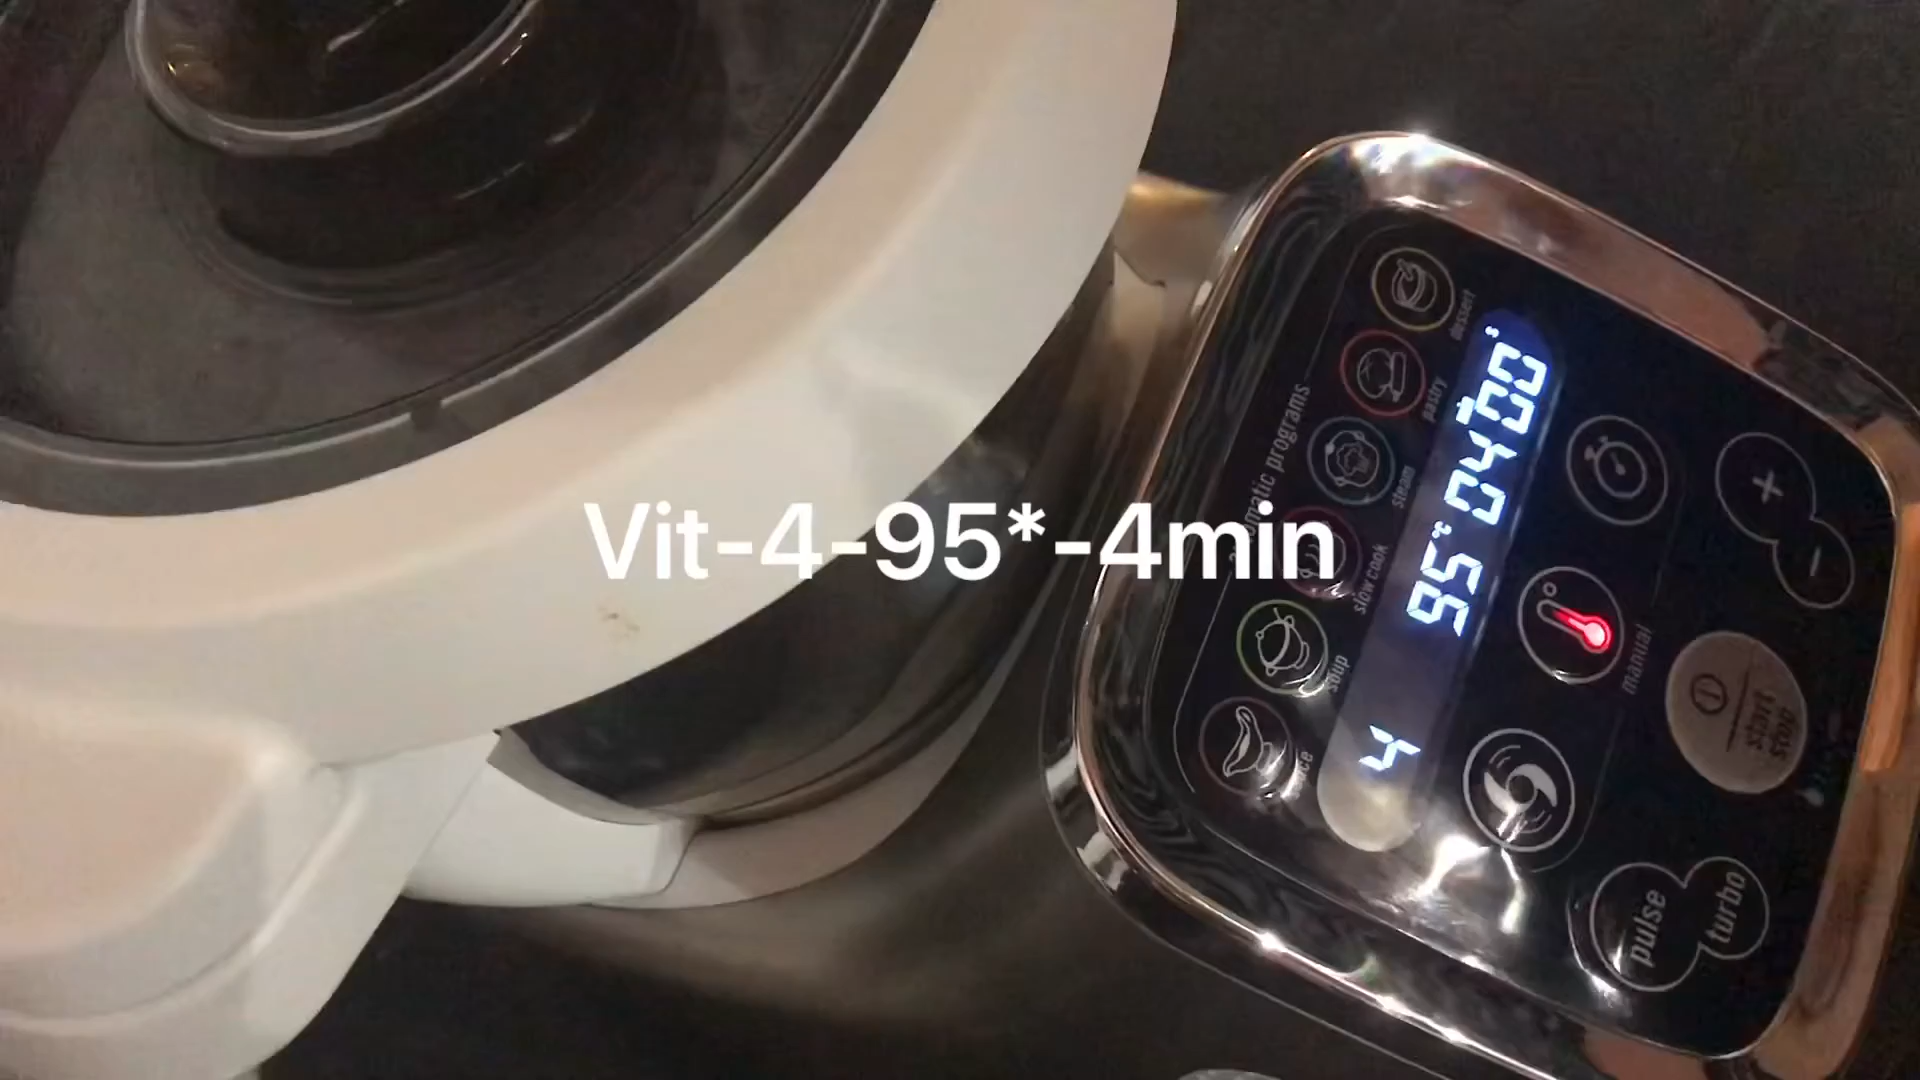 Vit-4-95*-4min
automatic programs
dessert
pastry
steam
slow cook
soup
4
95°C
04 00
s
manual
start
stop
pulse
turbo
+
-